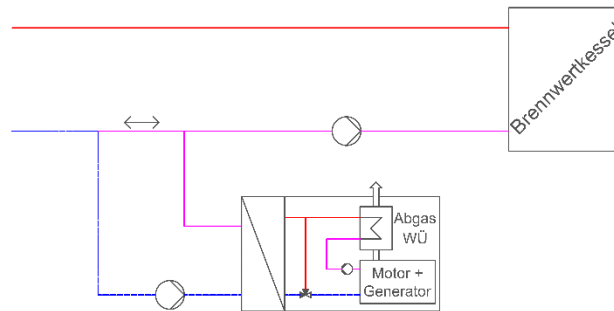 Brennwertkessel
Abgas
WÜ
Motor +
Generator